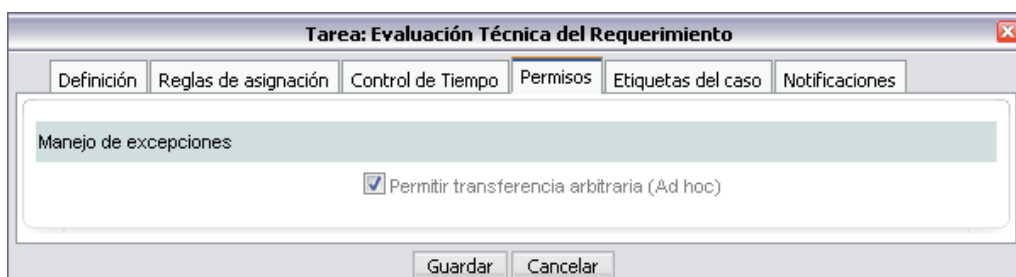 Tarea: Evaluación Técnica del Requerimiento
Definición Reglas de asignación Control de Tiempo Permisos Etiquetas del caso Notificaciones
Manejo de excepciones
Permitir transferencia arbitraria (Ad hoc)
Guardar Cancelar